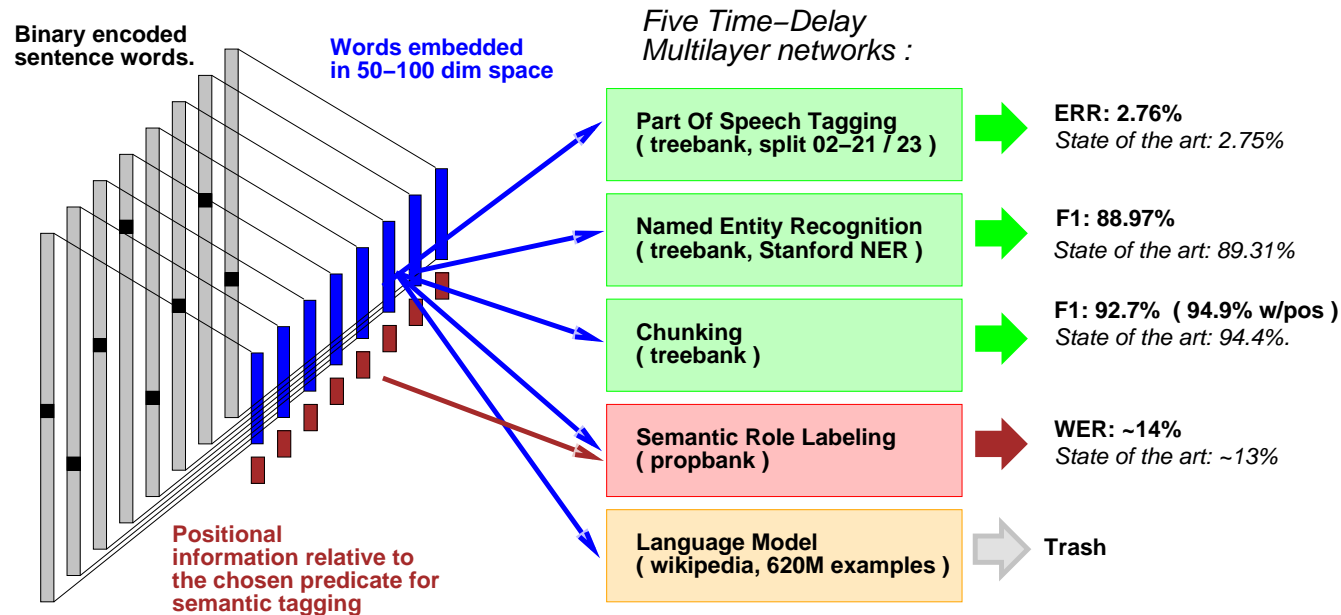 Binary encoded
sentence words.
Words embedded
in 50–100 dim space
Five Time–Delay
Multilayer networks :
Part Of Speech Tagging
( treebank, split 02–21 / 23 )
ERR: 2.76%
State of the art: 2.75%
Named Entity Recognition
( treebank, Stanford NER )
F1: 88.97%
State of the art: 89.31%
Chunking
( treebank )
F1: 92.7% ( 94.9% w/pos )
State of the art: 94.4%.
Semantic Role Labeling
( propbank )
WER: ~14%
State of the art: ~13%
Language Model
( wikipedia, 620M examples )
Trash
Positional
information relative to
the chosen predicate for
semantic tagging